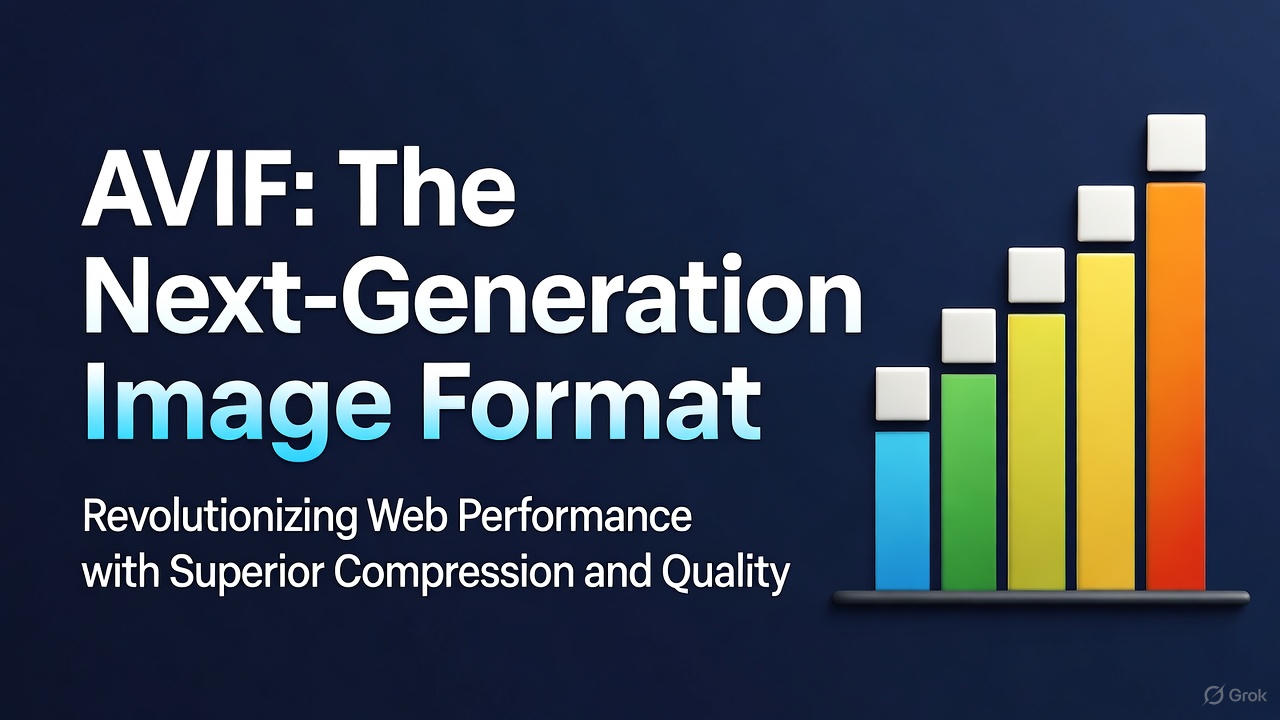 AVIF: The
Next-Generation
Image Format
Revolutionizing Web Performance
with Superior Compression and Quality
Grok